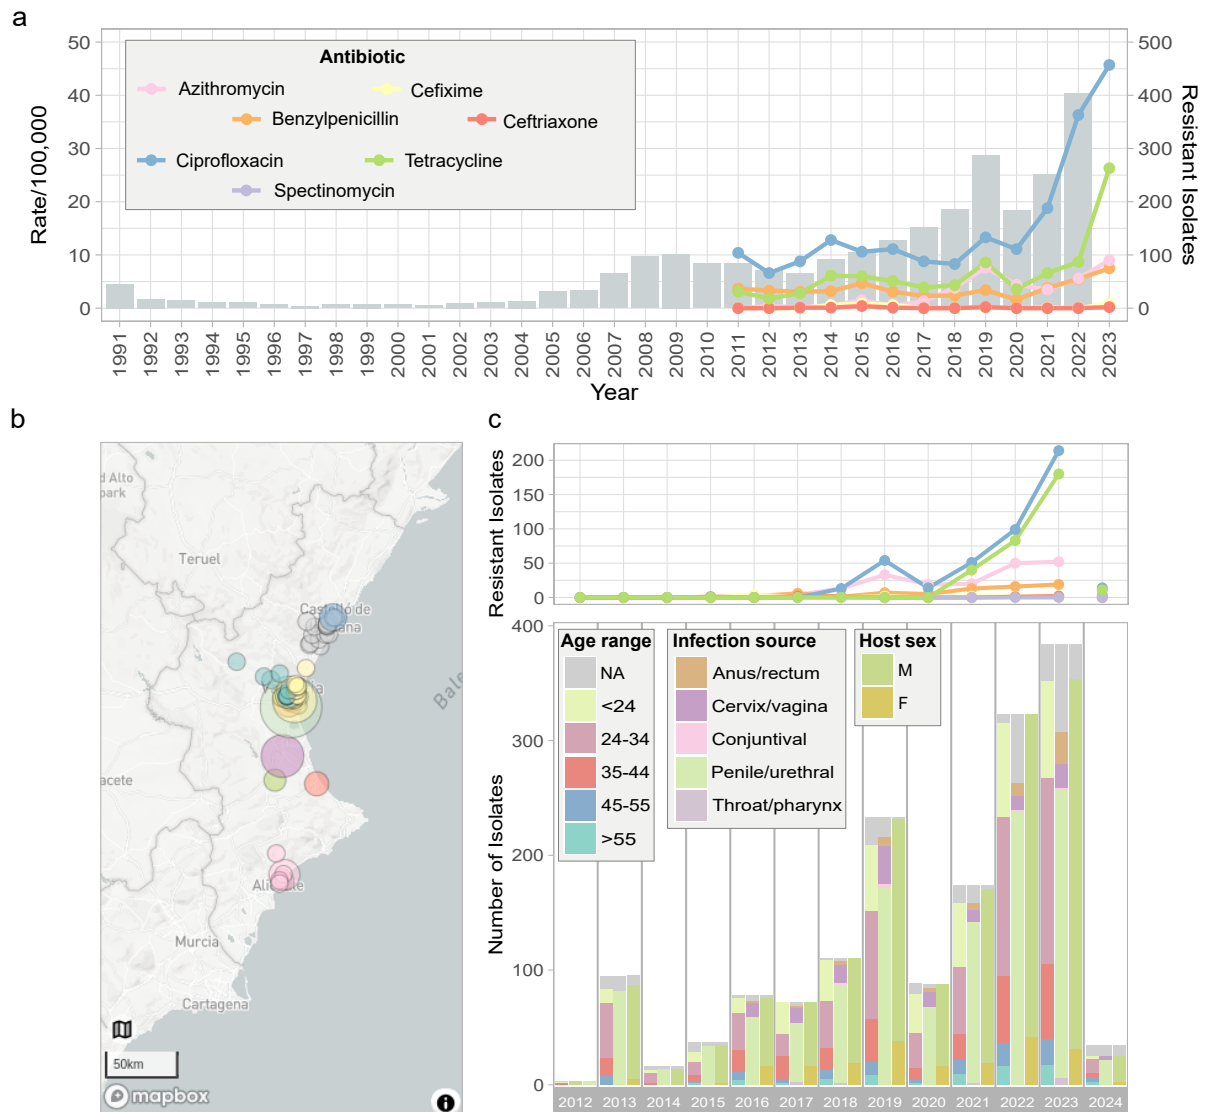 a
Antibiotic
Azithromycin
Cefixime
Benzylpenicillin
Ceftriaxone
Ciprofloxacin
Tetracycline
Spectinomycin
Rate/100,000
50
40
30
20
10
0
Resistant Isolates
500
400
300
200
100
0
1991 1992 1993 1994 1995 1996 1997 1998 1999 2000 2001 2002 2003 2004 2005 2006 2007 2008 2009 2010 2011 2012 2013 2014 2015 2016 2017 2018 2019 2020 2021 2022 2023
Year
b
d Alto
park
Teruel
Castelló de
ana
acete
Bale
Murcia
Cartagena
50km
mapbox
c
Resistant Isolates
200
150
100
50
0
Number of Isolates
400
300
200
100
0
Age range
NA
<24
24-34
35-44
45-55
>55
Infection source
Anus/rectum
Cervix/vagina
Conjuntival
Penile/urethral
Throat/pharynx
Host sex
M
F
2012 2013 2014 2015 2016 2017 2018 2019 2020 2021 2022 2023 2024